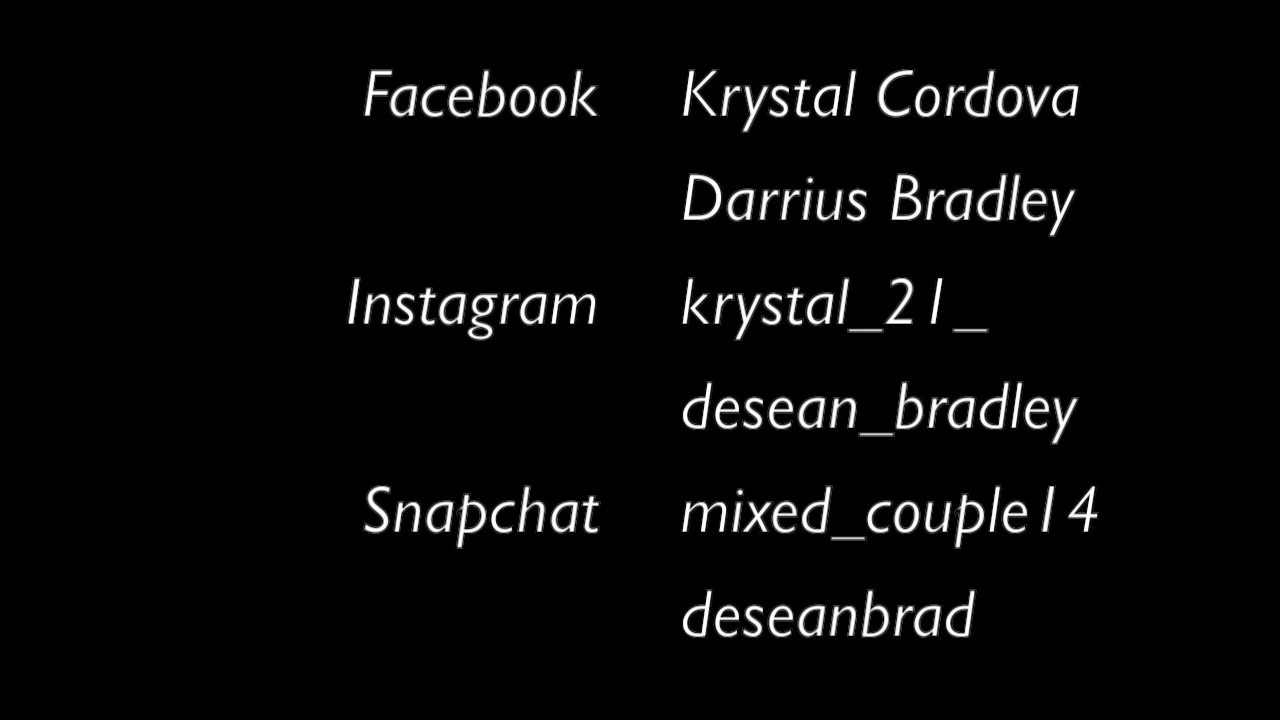 Facebook Krystal Cordova
Darrius Bradley
Instagram krystal_21_
desean_bradley
Snapchat mixed_couple14
deseanbrad